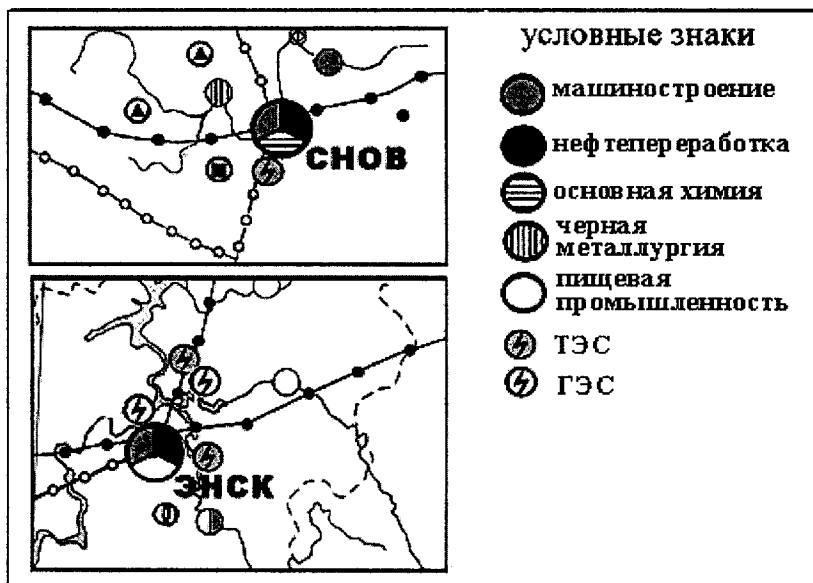 условные знаки
машиностроение
нефтепереработка
СНОВ
основная химия
черная
металлургия
пищевая
промышленность
ТЭС
ГЭС
ЭНСК